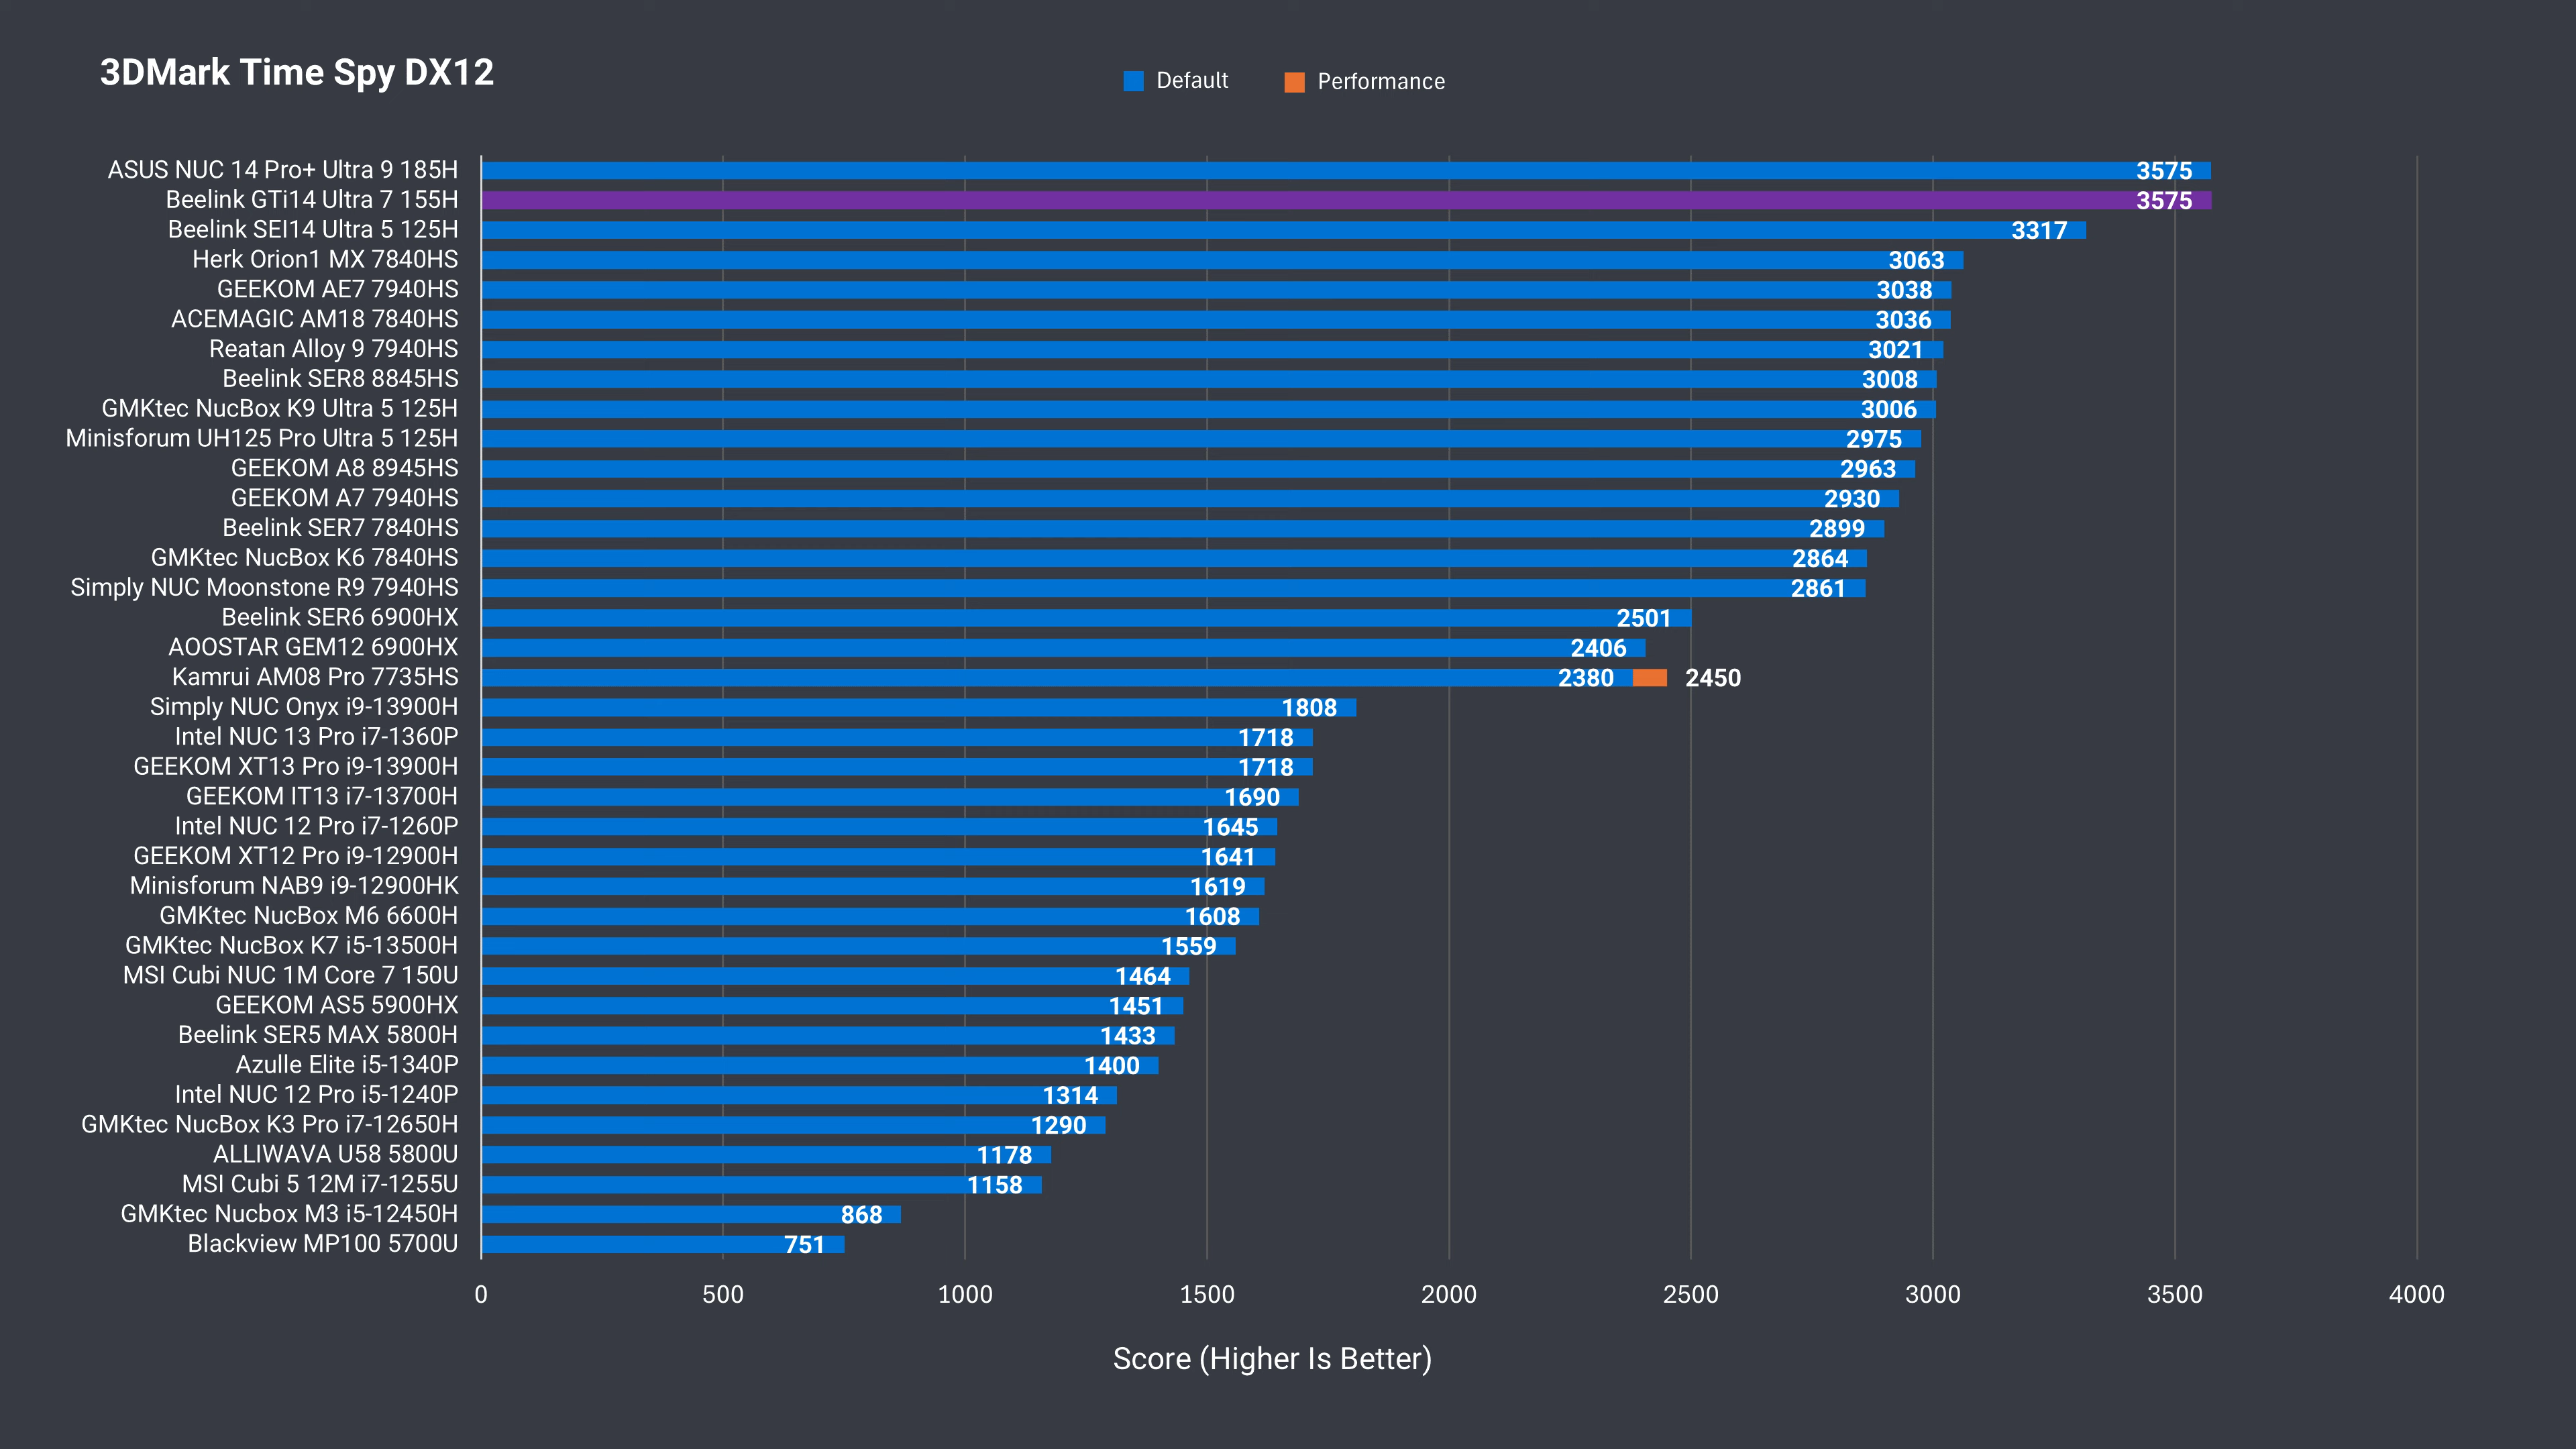 3DMark Time Spy DX12
Default
Performance
ASUS NUC 14 Pro+ Ultra 9 185H 3575
Beelink GTi14 Ultra 7 155H 3575
Beelink SEI14 Ultra 5 125H 3317
Herk Orion1 MX 7840HS 3063
GEEKOM AE7 7940HS 3038
ACEMAGIC AM18 7840HS 3036
Reatan Alloy 9 7940HS 3021
Beelink SER8 8845HS 3008
GMKtec NucBox K9 Ultra 5 125H 3006
Minisforum UH125 Pro Ultra 5 125H 2975
GEEKOM A8 8945HS 2963
GEEKOM A7 7940HS 2930
Beelink SER7 7840HS 2899
GMKtec NucBox K6 7840HS 2864
Simply NUC Moonstone R9 7940HS 2861
Beelink SER6 6900HX 2501
AOOSTAR GEM12 6900HX 2406
Kamrui AM08 Pro 7735HS 2380 2450
Simply NUC Onyx i9-13900H 1808
Intel NUC 13 Pro i7-1360P 1718
GEEKOM XT13 Pro i9-13900H 1718
GEEKOM IT13 i7-13700H 1690
Intel NUC 12 Pro i7-1260P 1645
GEEKOM XT12 Pro i9-12900H 1641
Minisforum NAB9 i9-12900HK 1619
GMKtec NucBox M6 6600H 1608
GMKtec NucBox K7 i5-13500H 1559
MSI Cubi NUC 1M Core 7 150U 1464
GEEKOM AS5 5900HX 1451
Beelink SER5 MAX 5800H 1433
Azulle Elite i5-1340P 1400
Intel NUC 12 Pro i5-1240P 1314
GMKtec NucBox K3 Pro i7-12650H 1290
ALLIWAVA U58 5800U 1178
MSI Cubi 5 12M i7-1255U 1158
GMKtec Nucbox M3 i5-12450H 868
Blackview MP100 5700U 751
0 500 1000 1500 2000 2500 3000 3500 4000
Score (Higher Is Better)